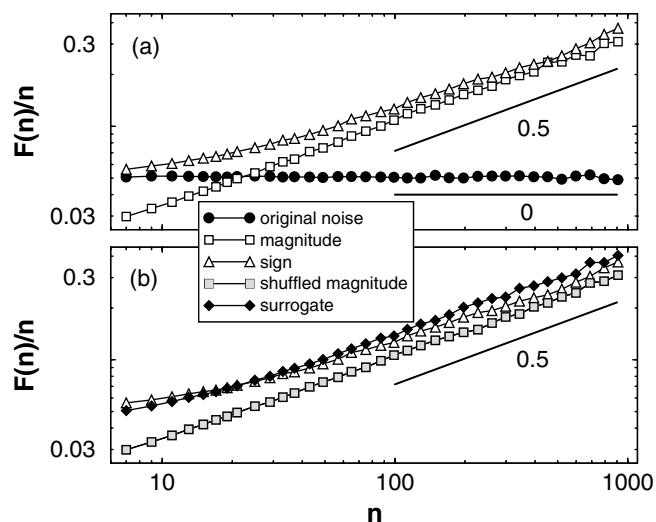 0.3
(a)
F(n)/n
0.5
0
0.03
original noise
magnitude
sign
shuffled magnitude
surrogate
0.3
(b)
F(n)/n
0.5
0.03
10
100
1000
n